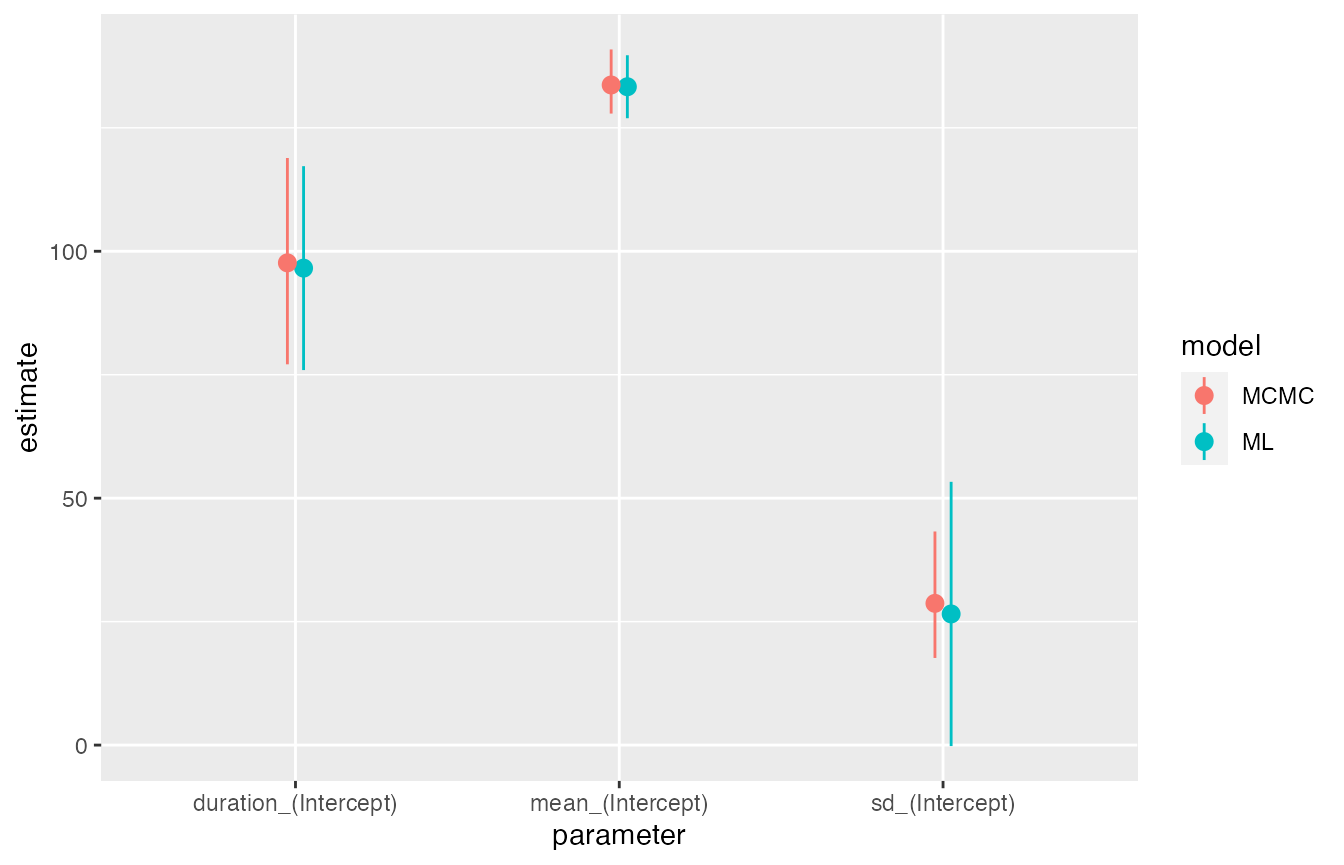 estimate
100
50
0
duration_(Intercept)
mean_(Intercept)
sd_(Intercept)
parameter
model
MCMC
ML